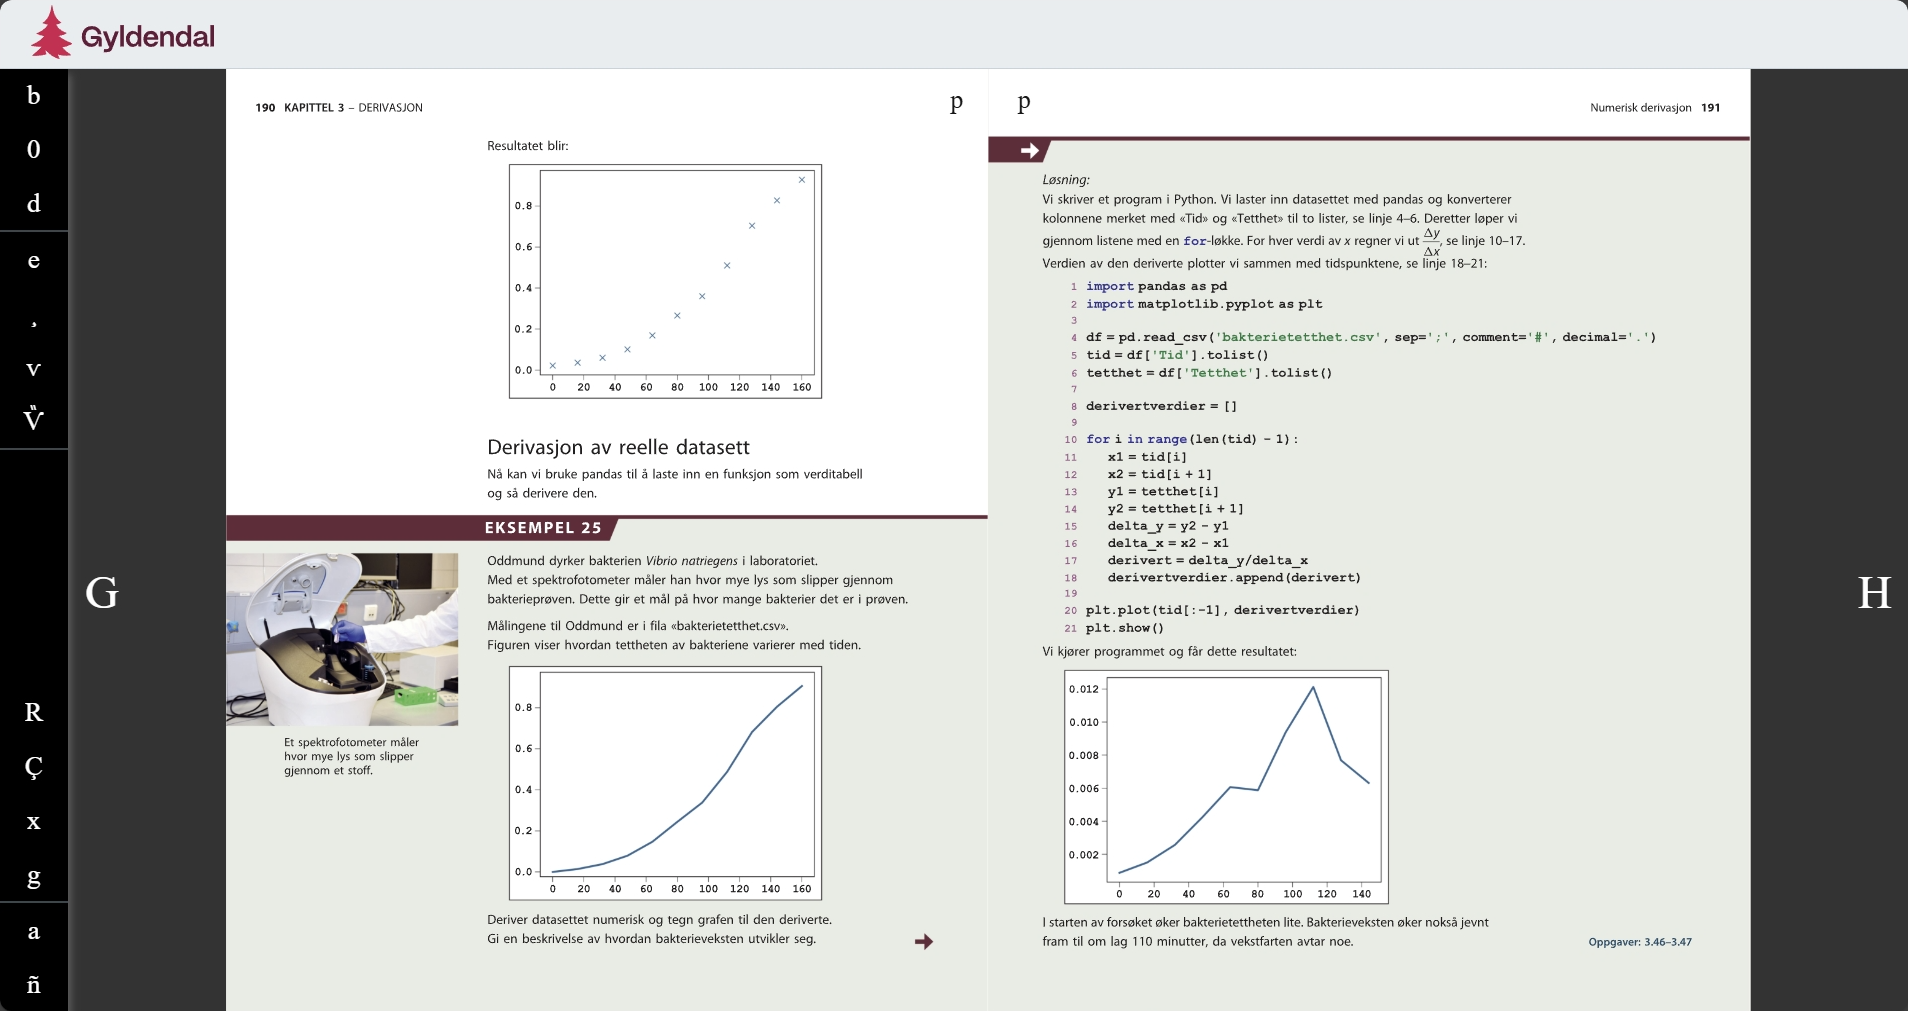 Gyldendal
b
0
d
e
¸
v
R
Ç
x
g
a
ñ
G
H
190 KAPITTEL 3 – DERIVASJON
p
Resultatet blir:
0.8
0.6
0.4
0.2
0.0
0 20 40 60 80 100 120 140 160
Derivasjon av reelle datasett
Nå kan vi bruke pandas til å laste inn en funksjon som verditabell
og så derivere den.
EKSEMPEL 25
Oddmund dyrker bakterien Vibrio natriegens i laboratoriet.
Med et spektrofotometer måler han hvor mye lys som slipper gjennom
bakterieprøven. Dette gir et mål på hvor mange bakterier det er i prøven.
Målingene til Oddmund er i fila «bakterietetthet.csv».
Figuren viser hvordan tettheten av bakteriene varierer med tiden.
Et spektrofotometer måler
hvor mye lys som slipper
gjennom et stoff.
0.8
0.6
0.4
0.2
0.0
0 20 40 60 80 100 120 140 160
Deriver datasettet numerisk og tegn grafen til den deriverte.
Gi en beskrivelse av hvordan bakterieveksten utvikler seg.
p
Numerisk derivasjon 191
Løsning:
Vi skriver et program i Python. Vi laster inn datasettet med pandas og konverterer
kolonnene merket med «Tid» og «Tetthet» til to lister, se linje 4–6. Deretter løper vi
gjennom listene med en for-løkke. For hver verdi av x regner vi ut Δy/Δx, se linje 10–17.
Verdien av den deriverte plotter vi sammen med tidspunktene, se linje 18–21:
1 import pandas as pd
2 import matplotlib.pyplot as plt
3
4 df = pd.read_csv('bakterietetthet.csv', sep=';', comment='#', decimal='.')
5 tid = df['Tid'].tolist()
6 tetthet = df['Tetthet'].tolist()
7
8 derivertverdier = []
9
10 for i in range(len(tid) - 1):
11 x1 = tid[i]
12 x2 = tid[i + 1]
13 y1 = tetthet[i]
14 y2 = tetthet[i + 1]
15 delta_y = y2 - y1
16 delta_x = x2 - x1
17 derivert = delta_y/delta_x
18 derivertverdier.append(derivert)
19
20 plt.plot(tid[:-1], derivertverdier)
21 plt.show()
Vi kjører programmet og får dette resultatet:
0.012
0.010
0.008
0.006
0.004
0.002
0 20 40 60 80 100 120 140
I starten av forsøket øker bakterietettheten lite. Bakterieveksten øker nokså jevnt
fram til om lag 110 minutter, da vekstfarten avtar noe.
Oppgaver: 3.46–3.47